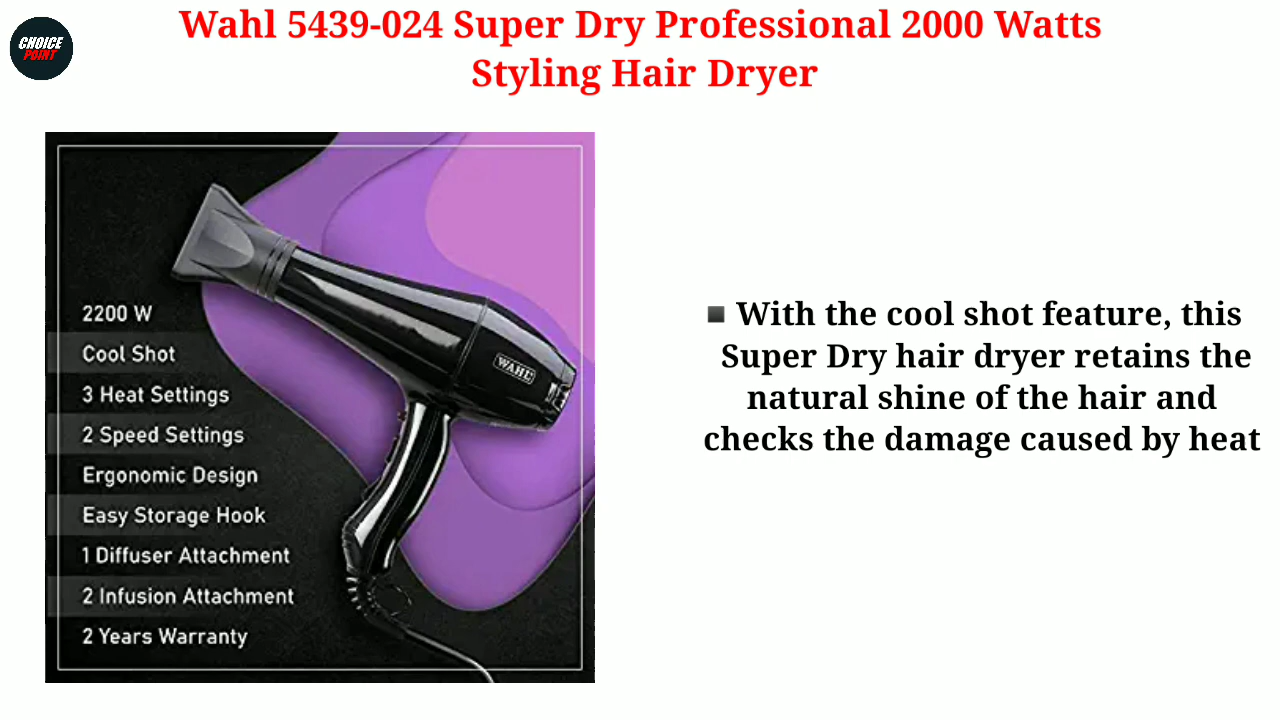 CHOICE
POINT
Wahl 5439-024 Super Dry Professional 2000 Watts
Styling Hair Dryer
2200 W
Cool Shot
3 Heat Settings
2 Speed Settings
Ergonomic Design
Easy Storage Hook
1 Diffuser Attachment
2 Infusion Attachment
2 Years Warranty
WAHL
◾ With the cool shot feature, this
Super Dry hair dryer retains the
natural shine of the hair and
checks the damage caused by heat